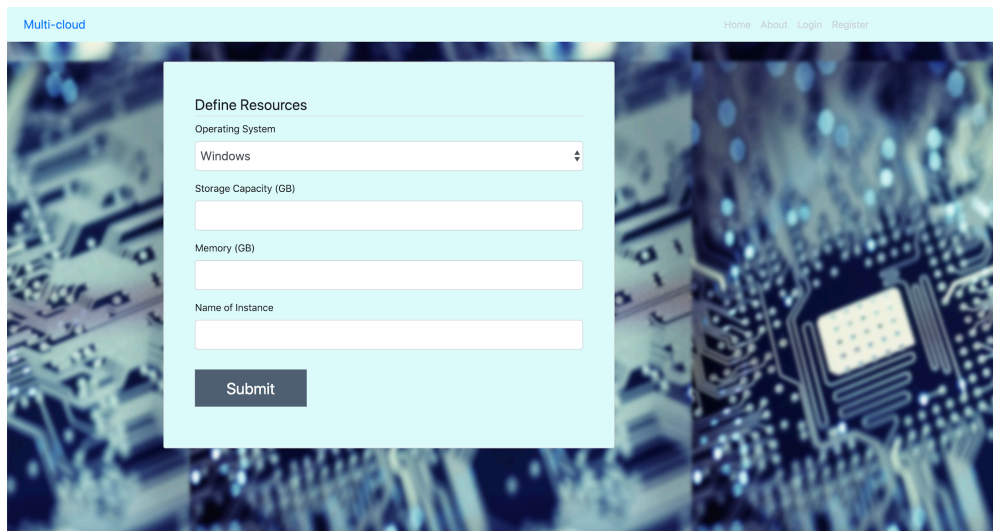 Multi-cloud
Home About Login Register
Define Resources
Operating System
Windows
Storage Capacity (GB)
Memory (GB)
Name of Instance
Submit